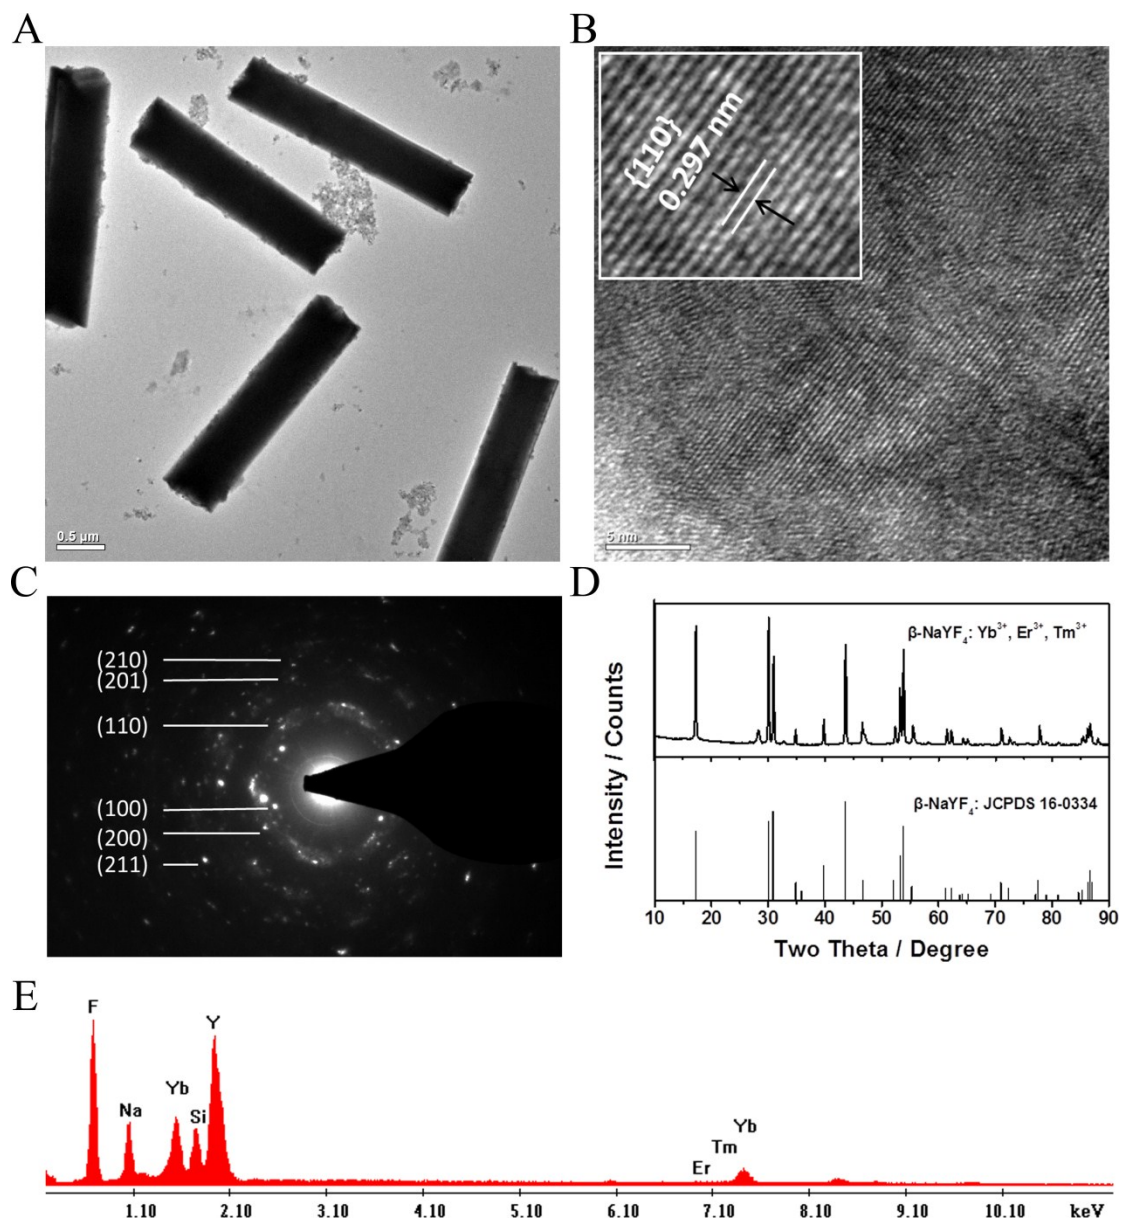 A
0.5 µm
B
{110}
0.297 nm
5 nm
C
(210)
(201)
(110)
(100)
(200)
(211)
D
β-NaYF₄: Yb³⁺, Er³⁺, Tm³⁺
β-NaYF₄: JCPDS 16-0334
Intensity / Counts
10 20 30 40 50 60 70 80 90
Two Theta / Degree
E
F
Na
Yb
Si
Y
Er
Tm
Yb
1.10 2.10 3.10 4.10 5.10 6.10 7.10 8.10 9.10 10.10 keV